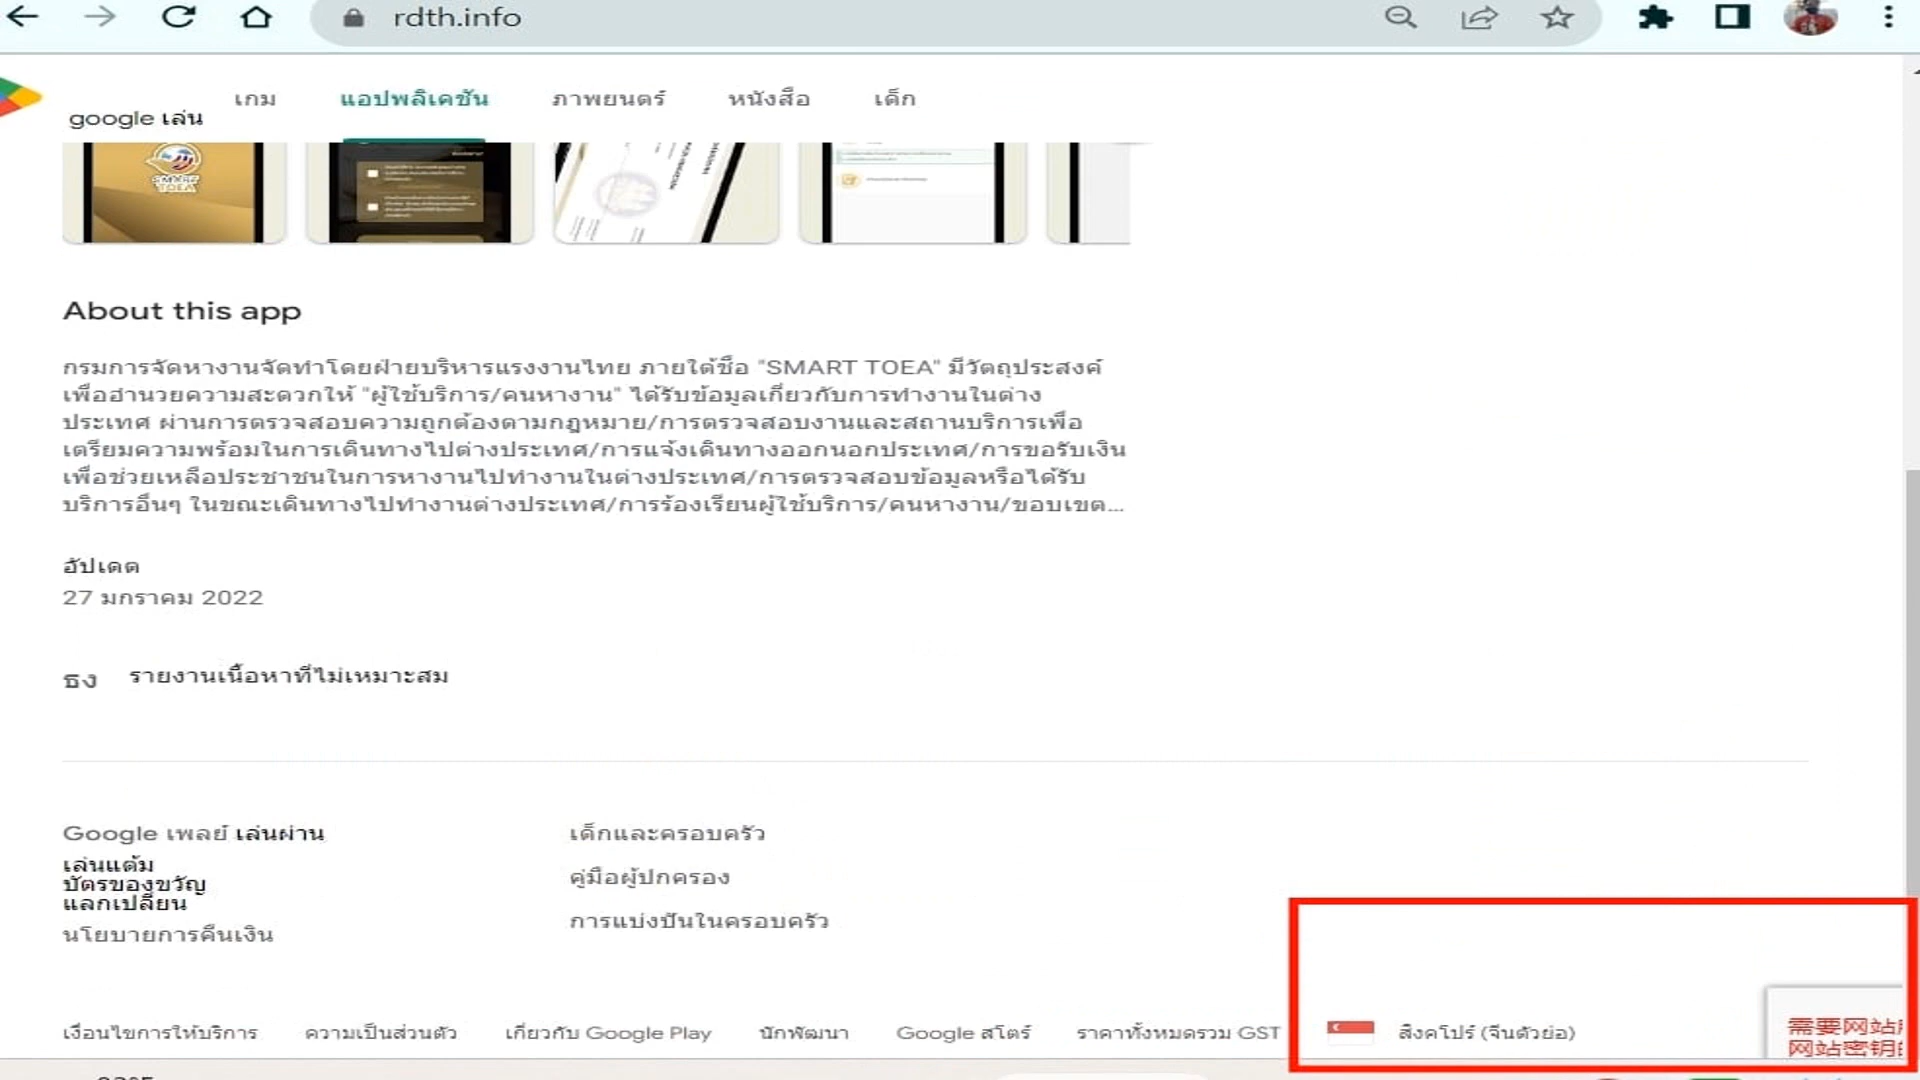 rdth.info
google เล่น
เกม
แอปพลิเคชัน
ภาพยนตร์
หนังสือ
เด็ก
SMART
TOEA
About this app
กรมการจัดหางานจัดทำโดยฝ่ายบริหารแรงงานไทย ภายใต้ชื่อ "SMART TOEA" มีวัตถุประสงค์
เพื่ออำนวยความสะดวกให้ "ผู้ใช้บริการ/คนหางาน" ได้รับข้อมูลเกี่ยวกับการทำงานในต่าง
ประเทศ ผ่านการตรวจสอบความถูกต้องตามกฎหมาย/การตรวจสอบงานและสถานบริการเพื่อ
เตรียมความพร้อมในการเดินทางไปต่างประเทศ/การแจ้งเดินทางออกนอกประเทศ/การขอรับเงิน
เพื่อช่วยเหลือประชาชนในการหางานไปทำงานในต่างประเทศ/การตรวจสอบข้อมูลหรือได้รับ
บริการอื่นๆ ในขณะเดินทางไปทำงานต่างประเทศ/การร้องเรียนผู้ใช้บริการ/คนหางาน/ขอบเขต...
อัปเดต
27 มกราคม 2022
ธง
รายงานเนื้อหาที่ไม่เหมาะสม
Google เพลย์ เล่นผ่าน
เล่นแต้ม
บัตรของขวัญ
แลกเปลี่ยน
นโยบายการคืนเงิน
เด็กและครอบครัว
คู่มือผู้ปกครอง
การแบ่งปันในครอบครัว
เงื่อนไขการให้บริการ
ความเป็นส่วนตัว
เกี่ยวกับ Google Play
นักพัฒนา
Google สโตร์
ราคาทั้งหมดรวม GST
สิงคโปร์ (จีนตัวย่อ)
需要网站
网站密钥